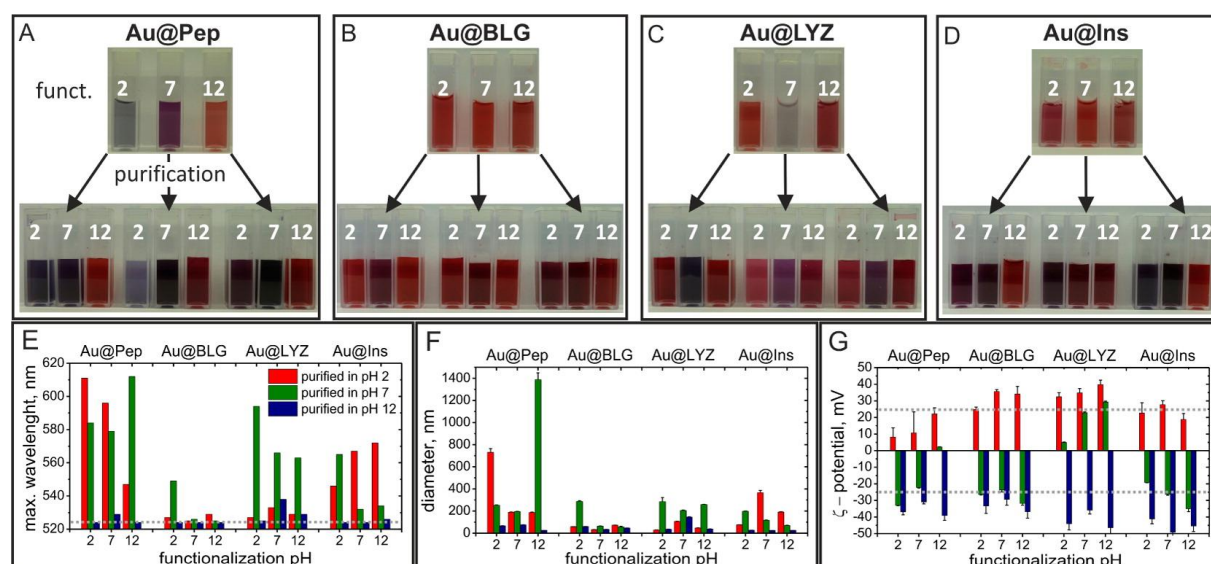 A Au@Pep
funct. 2 7 12
purification
2 7 12 2 7 12 2 7 12
B Au@BLG
2 7 12
2 7 12 2 7 12 2 7 12
C Au@LYZ
2 7 12
2 7 12 2 7 12 2 7 12
D Au@Ins
2 7 12
2 7 12 2 7 12 2 7 12
E Au@Pep Au@BLG Au@LYZ Au@Ins
max. wavelenght, nm
620
600
580
560
540
520
purified in pH 2
purified in pH 7
purified in pH 12
2 7 12 2 7 12 2 7 12 2 7 12
functionalization pH
F Au@Pep Au@BLG Au@LYZ Au@Ins
diameter, nm
1400
1200
1000
800
600
400
200
0
2 7 12 2 7 12 2 7 12 2 7 12
functionalization pH
G Au@Pep Au@BLG Au@LYZ Au@Ins
ζ – potential, mV
50
40
30
20
10
0
-10
-20
-30
-40
-50
2 7 12 2 7 12 2 7 12 2 7 12
functionalization pH